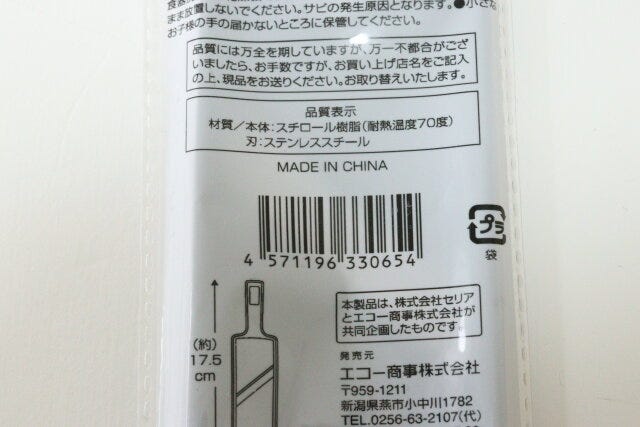 まま放置しないでください。サビの発生原因となります。●小さな
お子様の手の届かないところに保管してください。
品質には万全を期していますが、万一不都合がござ
いましたら、お手数ですが、お買い上げ店名をご記入
の上、現品をお送りください。お取り替えいたします。
品質表示
材質／本体：スチロール樹脂(耐熱温度70度)
刃：ステンレススチール
MADE IN CHINA
4 571196 330654
プラ
袋
(約)
17.5
cm
本製品は、株式会社セリア
とエコー商事株式会社が
共同企画したものです。
発売元
エコー商事株式会社
〒959-1211
新潟県燕市小中川1782
TEL.0256-63-2107(代)